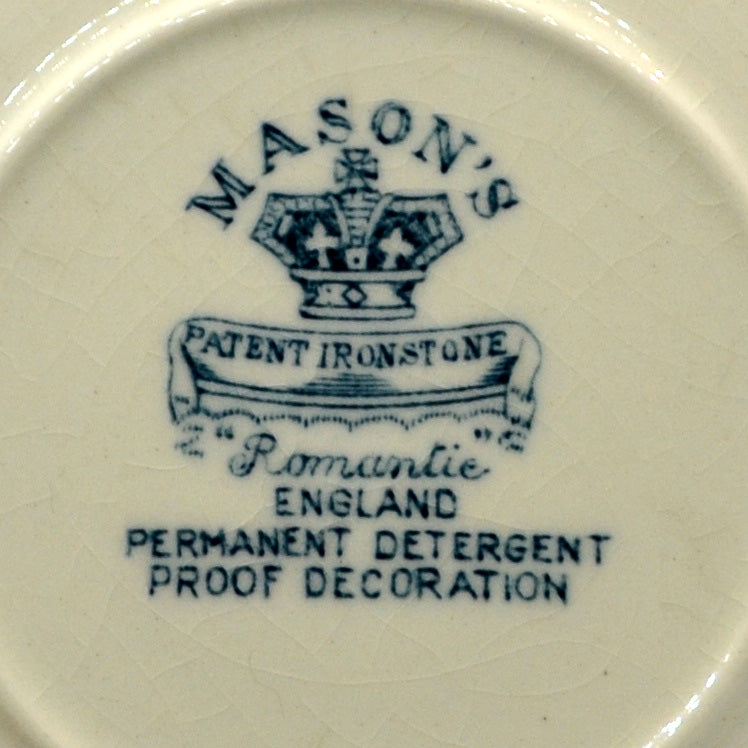 MASON'S
PATENT IRONSTONE
"Romantic"
ENGLAND
PERMANENT DETERGENT
PROOF DECORATION